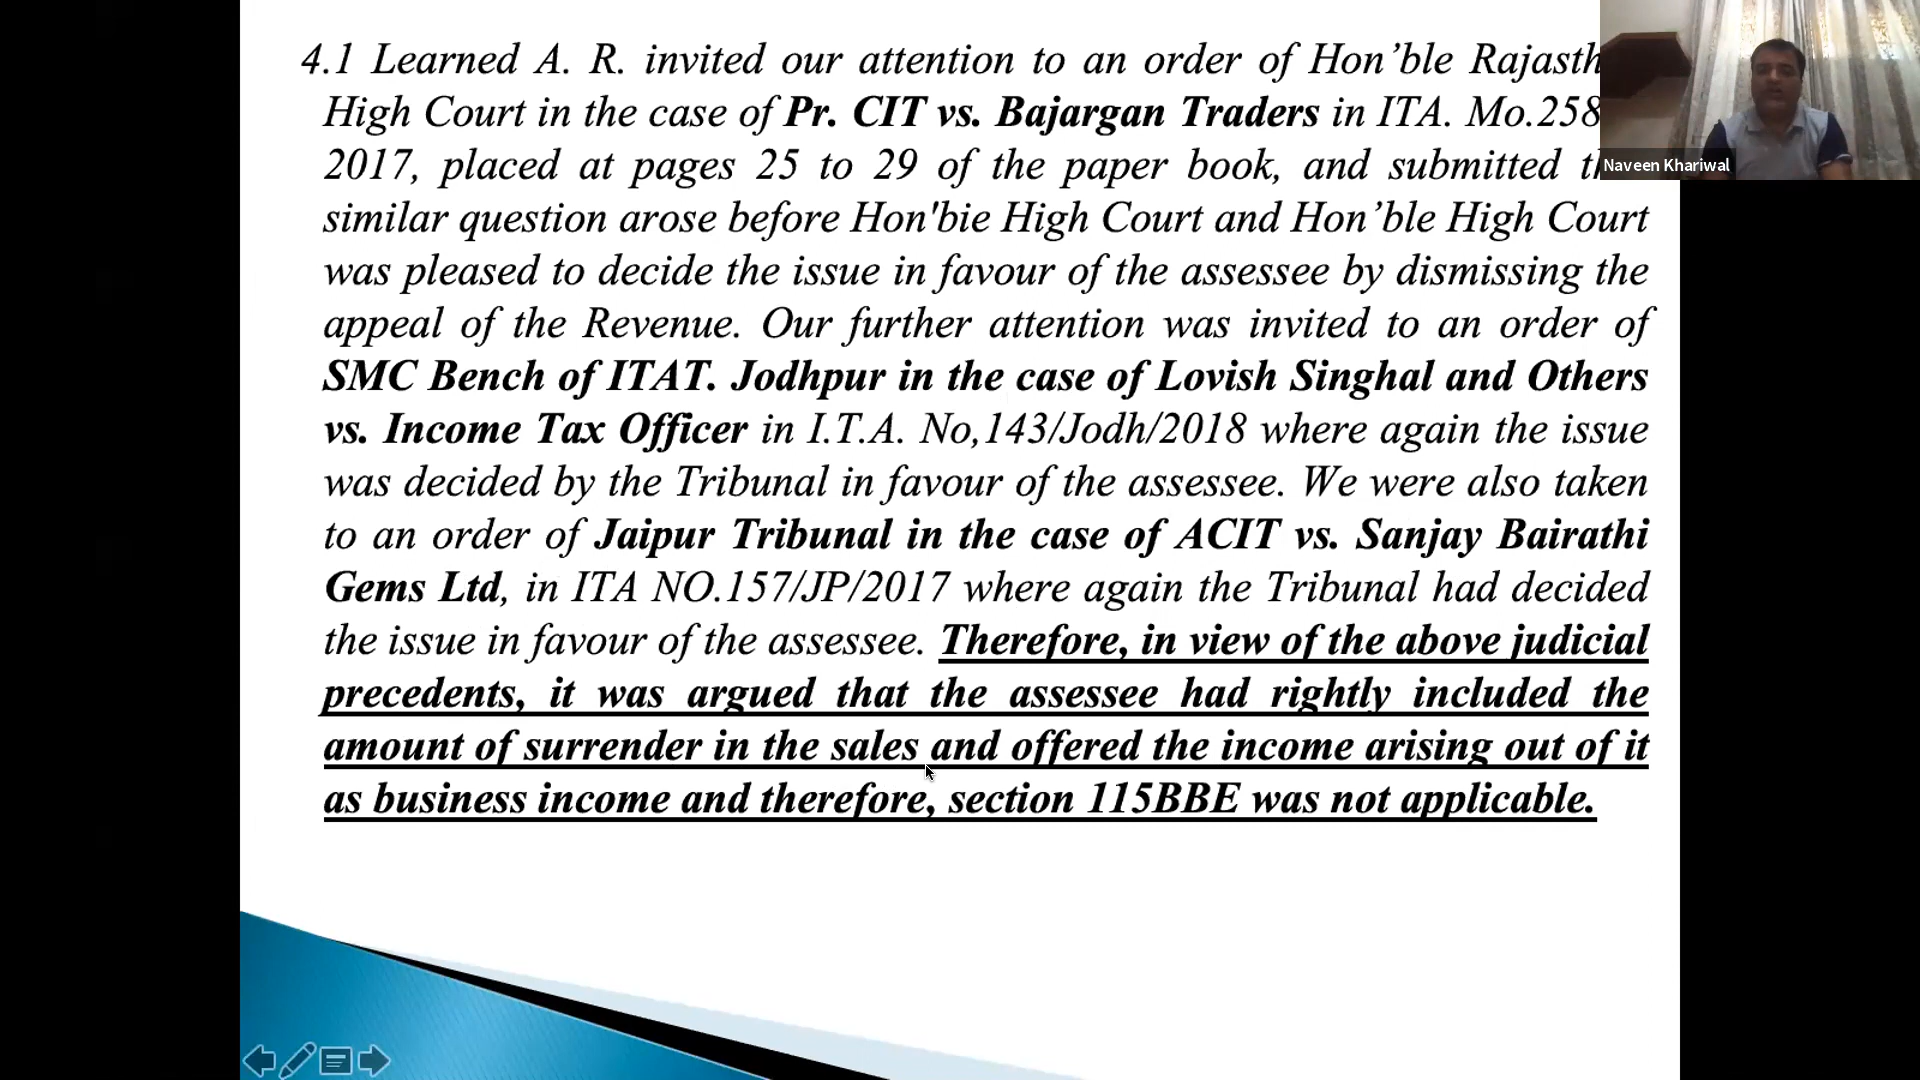 4.1 Learned A. R. invited our attention to an order of Hon’ble Rajasth
High Court in the case of Pr. CIT vs. Bajargan Traders in ITA. Mo.258
2017, placed at pages 25 to 29 of the paper book, and submitted
similar question arose before Hon'bie High Court and Hon’ble High Court
was pleased to decide the issue in favour of the assessee by dismissing the
appeal of the Revenue. Our further attention was invited to an order of
SMC Bench of ITAT. Jodhpur in the case of Lovish Singhal and Others
vs. Income Tax Officer in I.T.A. No,143/Jodh/2018 where again the issue
was decided by the Tribunal in favour of the assessee. We were also taken
to an order of Jaipur Tribunal in the case of ACIT vs. Sanjay Bairathi
Gems Ltd, in ITA NO.157/JP/2017 where again the Tribunal had decided
the issue in favour of the assessee. Therefore, in view of the above judicial
precedents, it was argued that the assessee had rightly included the
amount of surrender in the sales and offered the income arising out of it
as business income and therefore, section 115BBE was not applicable.
Naveen Khariwal